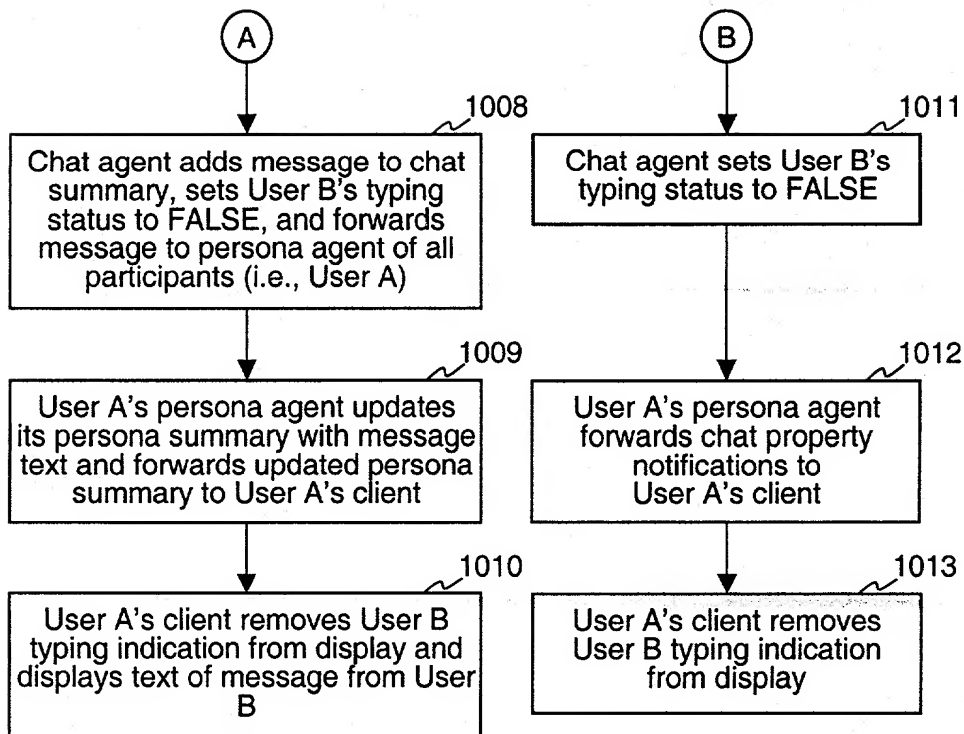 A
1008
Chat agent adds message to chat
summary, sets User B's typing
status to FALSE, and forwards
message to persona agent of all
participants (i.e., User A)
1009
User A's persona agent updates
its persona summary with message
text and forwards updated persona
summary to User A's client
1010
User A's client removes User B
typing indication from display and
displays text of message from User
B
B
1011
Chat agent sets User B's
typing status to FALSE
1012
User A's persona agent
forwards chat property
notifications to
User A's client
1013
User A's client removes
User B typing indication
from display